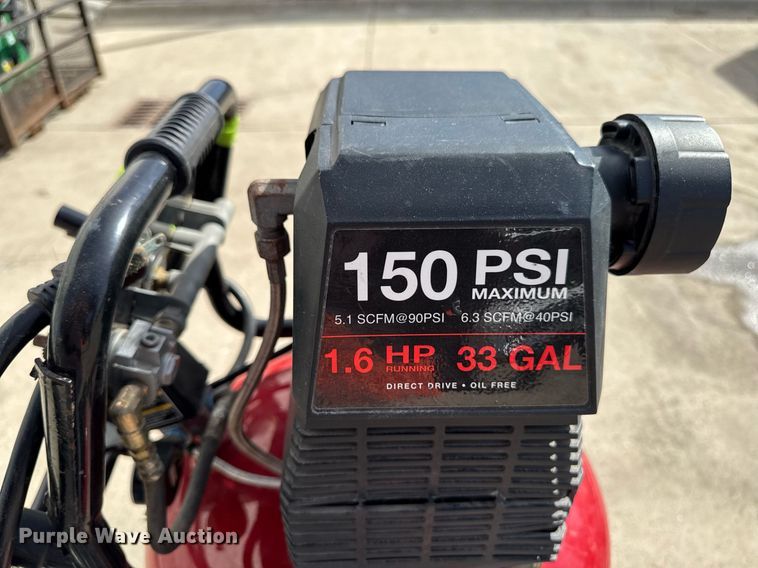 150 PSI
MAXIMUM
5.1 SCFM@90PSI 6.3 SCFM@40PSI
1.6 HP 33 GAL
RUNNING
DIRECT DRIVE • OIL FREE
Purple Wave Auction